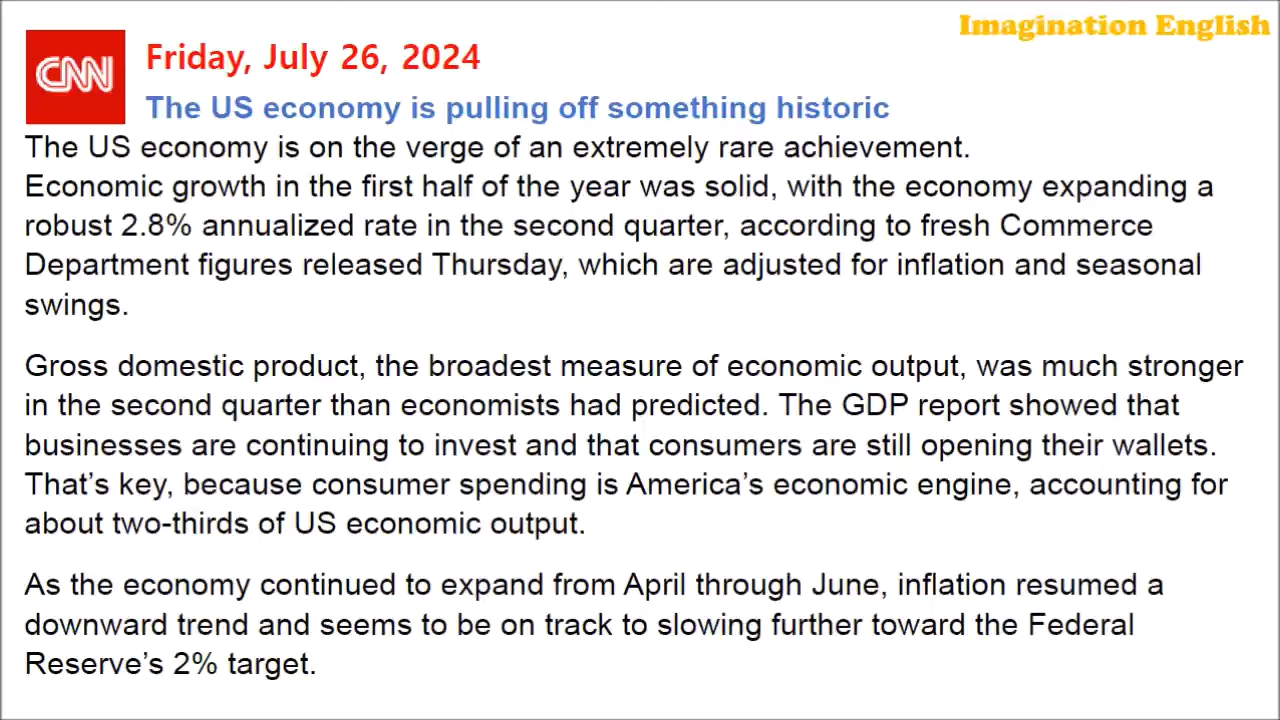 Imagination English
CNN
Friday, July 26, 2024
The US economy is pulling off something historic
The US economy is on the verge of an extremely rare achievement.
Economic growth in the first half of the year was solid, with the economy expanding a
robust 2.8% annualized rate in the second quarter, according to fresh Commerce
Department figures released Thursday, which are adjusted for inflation and seasonal
swings.
Gross domestic product, the broadest measure of economic output, was much stronger
in the second quarter than economists had predicted. The GDP report showed that
businesses are continuing to invest and that consumers are still opening their wallets.
That’s key, because consumer spending is America’s economic engine, accounting for
about two-thirds of US economic output.
As the economy continued to expand from April through June, inflation resumed a
downward trend and seems to be on track to slowing further toward the Federal
Reserve’s 2% target.